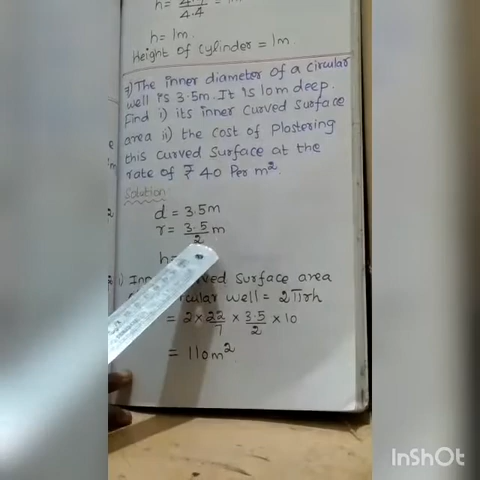 h=
4.4
h=1m.
Height of cylinder = 1m.
7) The inner diameter of a circular
well is 3.5m. It is 10m deep.
Find i) its inner curved surface
area ii) the cost of Plastering
this curved surface at the
rate of ₹ 40 Per m²
Solution
d = 3.5m
r = 3.5/2 m
h=
i) Surface area
well = 2πrh
= 2 × 22/7 × 3.5/2 × 10
= 110m²
InShOt